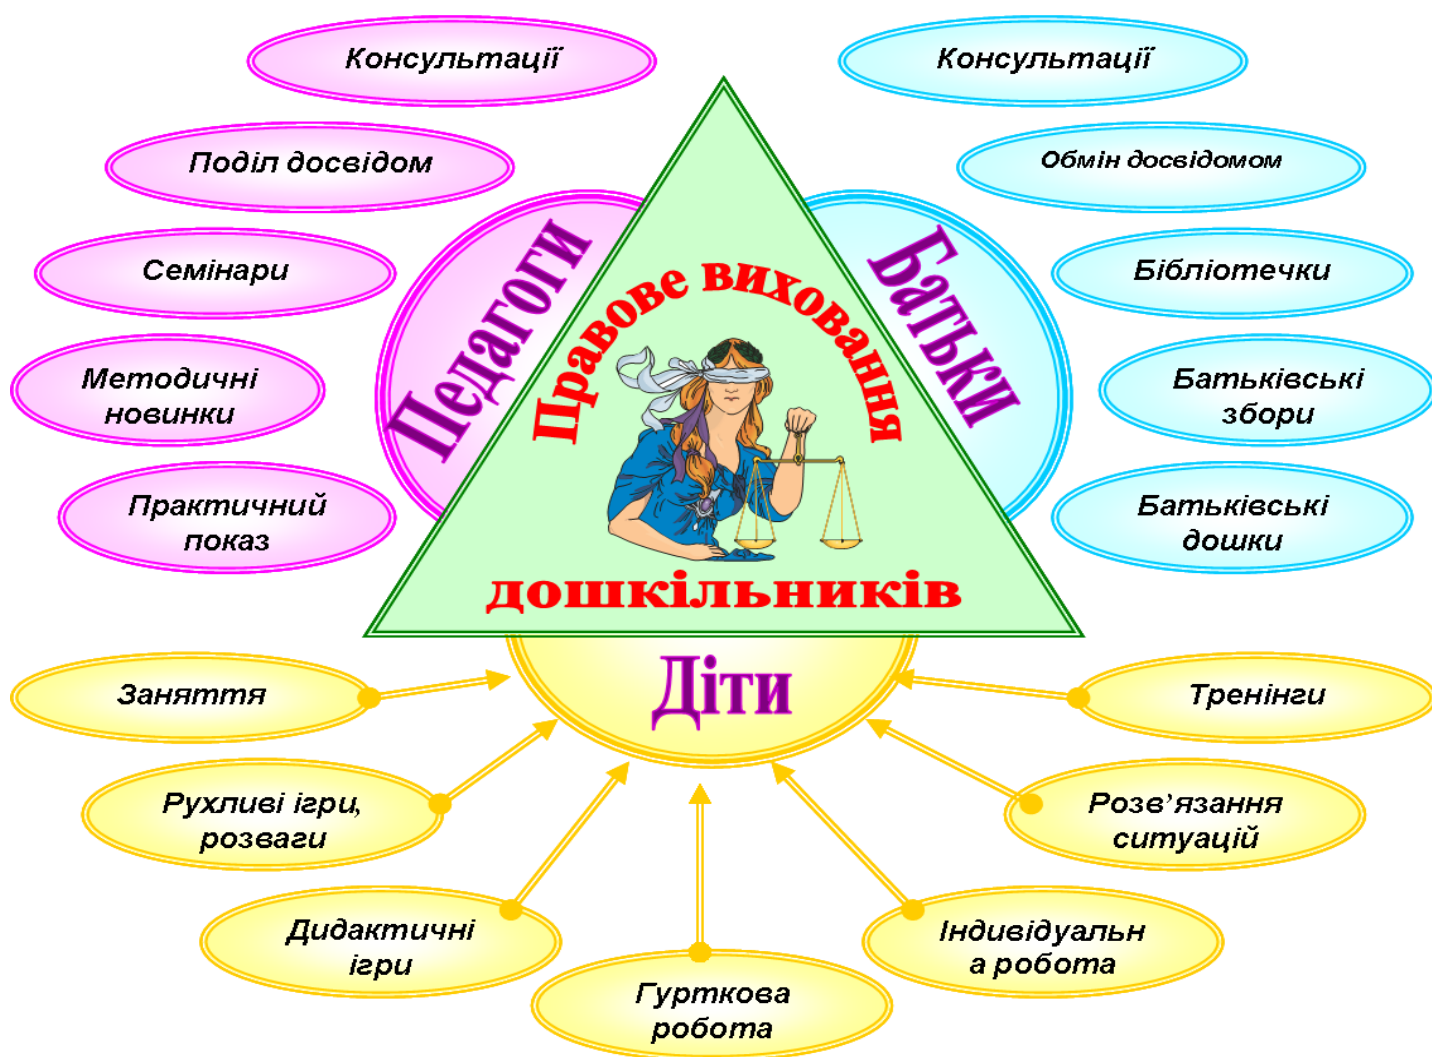 Консультації
Поділ досвідом
Семінари
Методичні
новинки
Практичний
показ
Педагоги
Консультації
Обмін досвідомом
Бібліотечки
Батьківські
збори
Батьківські
дошки
Батьки
Правове виховання
дошкільників
Діти
Заняття
Рухливі ігри,
розваги
Дидактичні
ігри
Гурткова
робота
Індивідуальн
а робота
Розв’язання
ситуацій
Тренінги